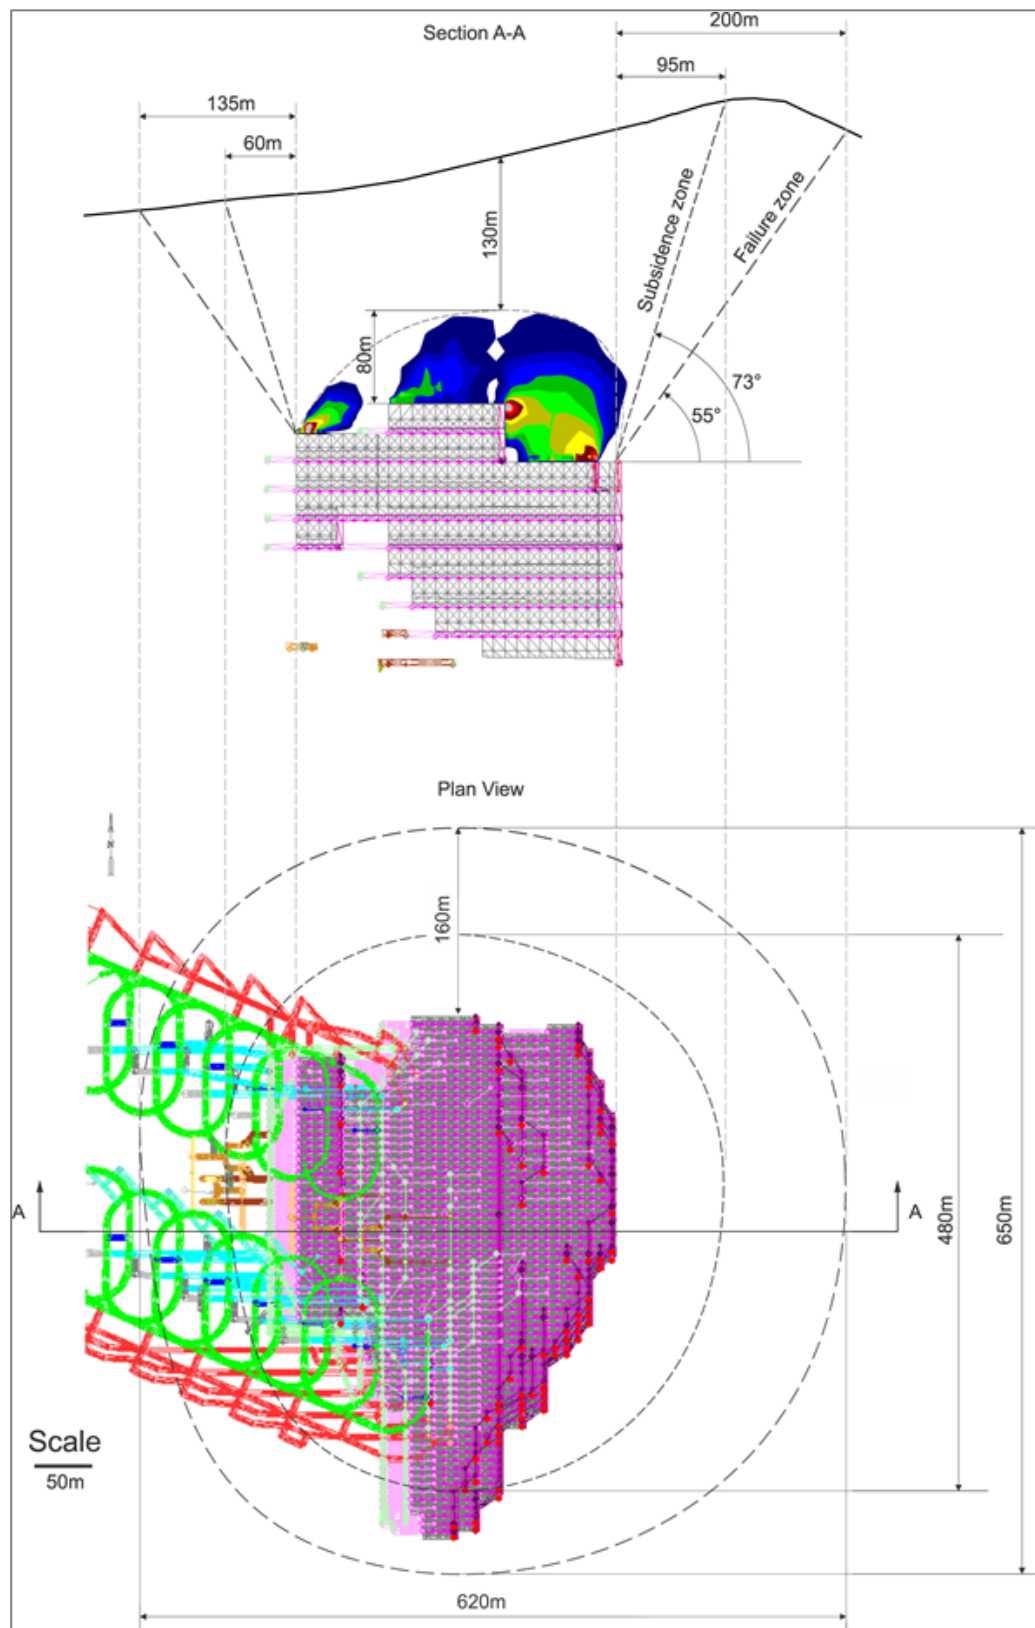 Section A-A
200m
95m
135m
60m
130m
Subsidence zone
Failure zone
80m
73°
55°
Plan View
N
160m
A
A
480m
650m
Scale
50m
620m